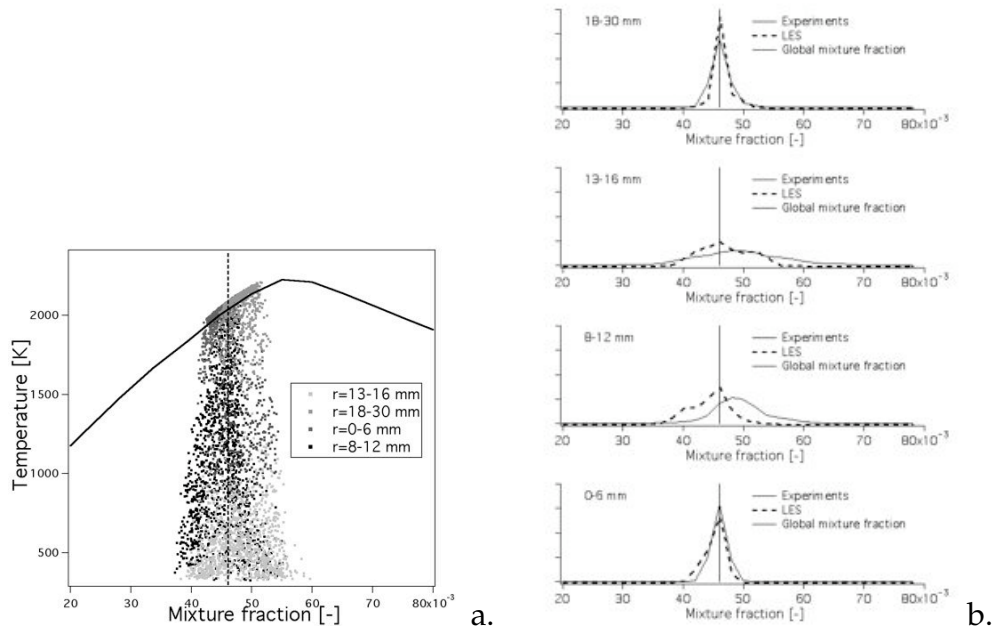 Temperature [K]
2000
1500
1000
500
r=13-16 mm
r=18-30 mm
r=0-6 mm
r=8-12 mm
20 30 40 50 60 70 80x10-3
Mixture fraction [-]
a.
18-30 mm
Experiments
LES
Global mixture fraction
20 30 40 50 60 70 80x10-3
Mixture fraction [-]
13-16 mm
Experiments
LES
Global mixture fraction
20 30 40 50 60 70 80x10-3
Mixture fraction [-]
8-12 mm
Experiments
LES
Global mixture fraction
20 30 40 50 60 70 80x10-3
Mixture fraction [-]
0-6 mm
Experiments
LES
Global mixture fraction
20 30 40 50 60 70 80x10-3
Mixture fraction [-]
b.